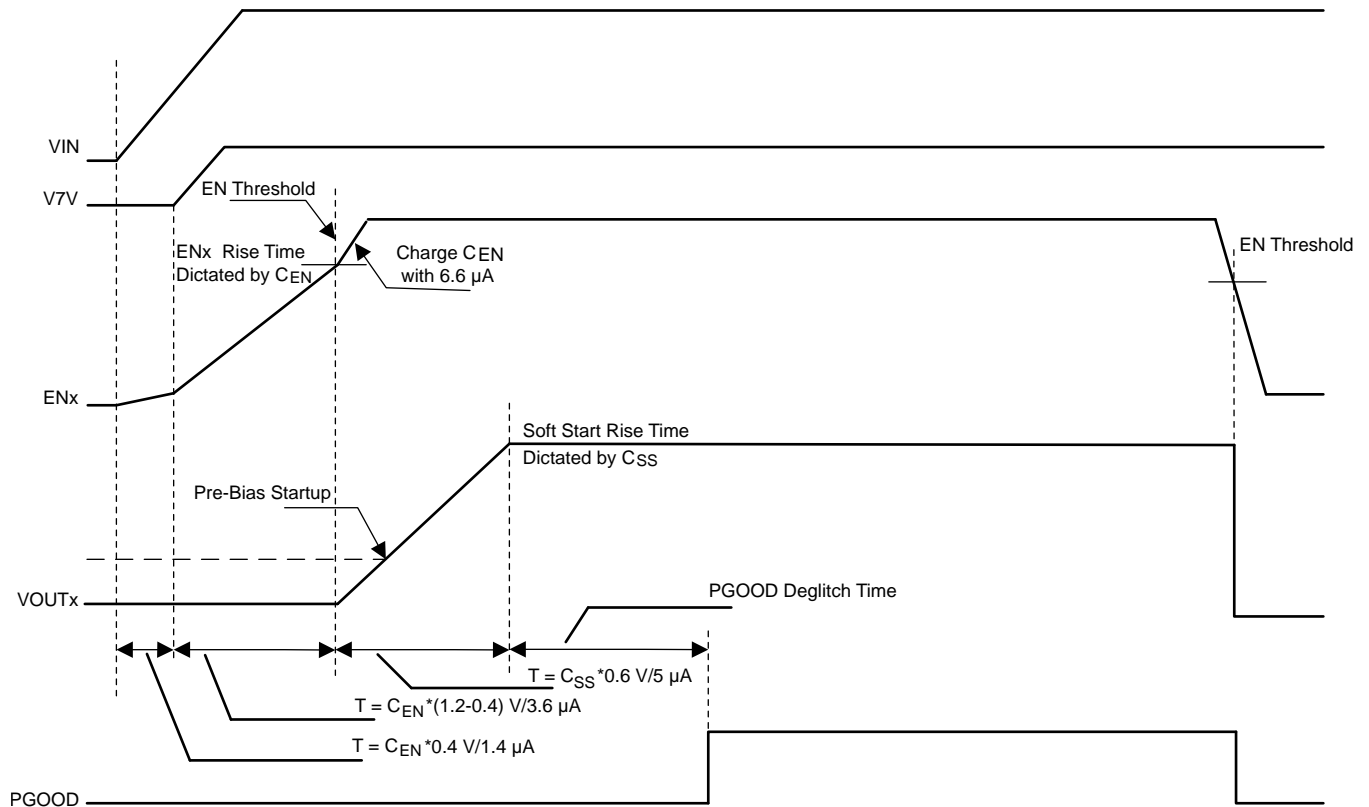 VIN
V7V
EN Threshold
ENx Rise Time
Dictated by CEN
Charge CEN
with 6.6 µA
EN Threshold
ENx
Soft Start Rise Time
Dictated by CSS
Pre-Bias Startup
VOUTx
PGOOD Deglitch Time
T = CSS*0.6 V/5 µA
T = CEN*(1.2-0.4) V/3.6 µA
T = CEN*0.4 V/1.4 µA
PGOOD